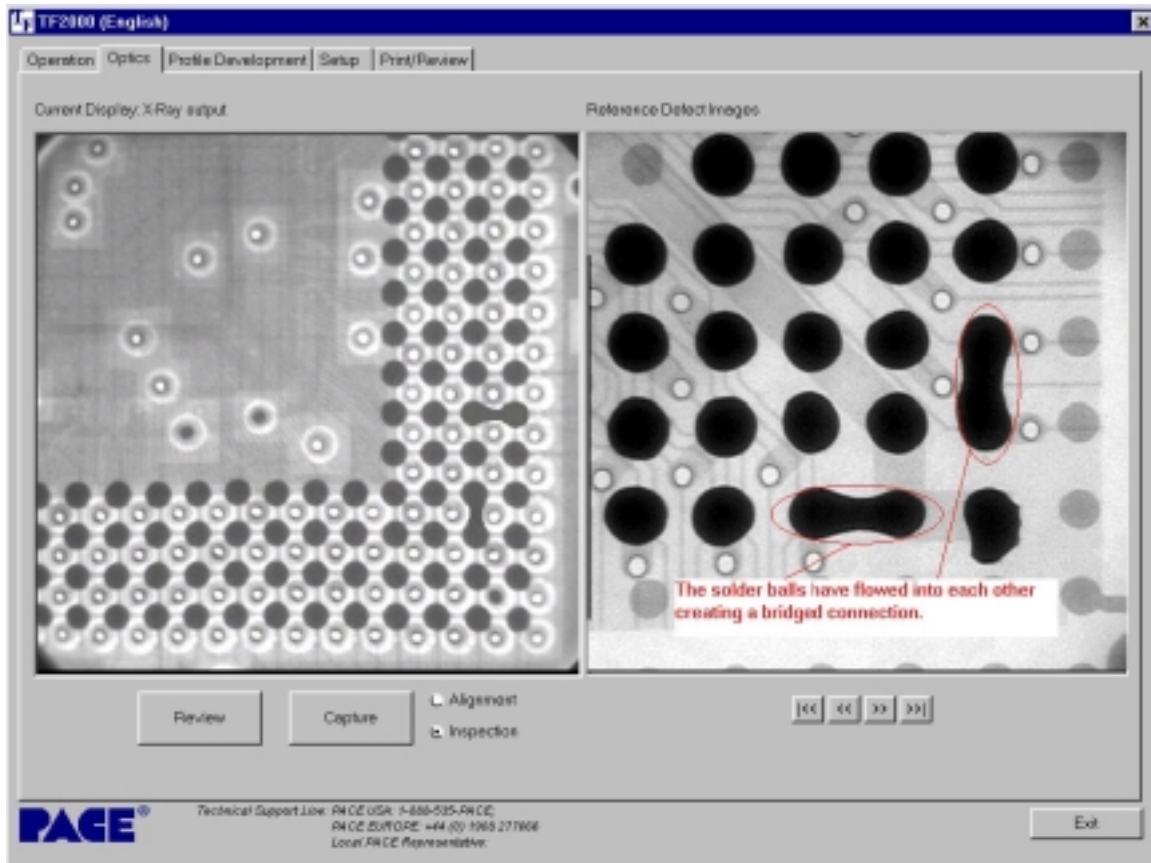 TF2000 (English)
Operation Optics Profile Development Setup Print/Review
Current Display: X-Ray output
Reference Defect Images
The solder balls have flowed into each other
creating a bridged connection.
Review
Capture
Alignment
Inspection
|<< << >> >>|
PACE®
Technical Support Line: PACE USA: 1-888-535-PACE;
PACE EUROPE: +44 (0) 1908 277666
Local PACE Representative:
Exit